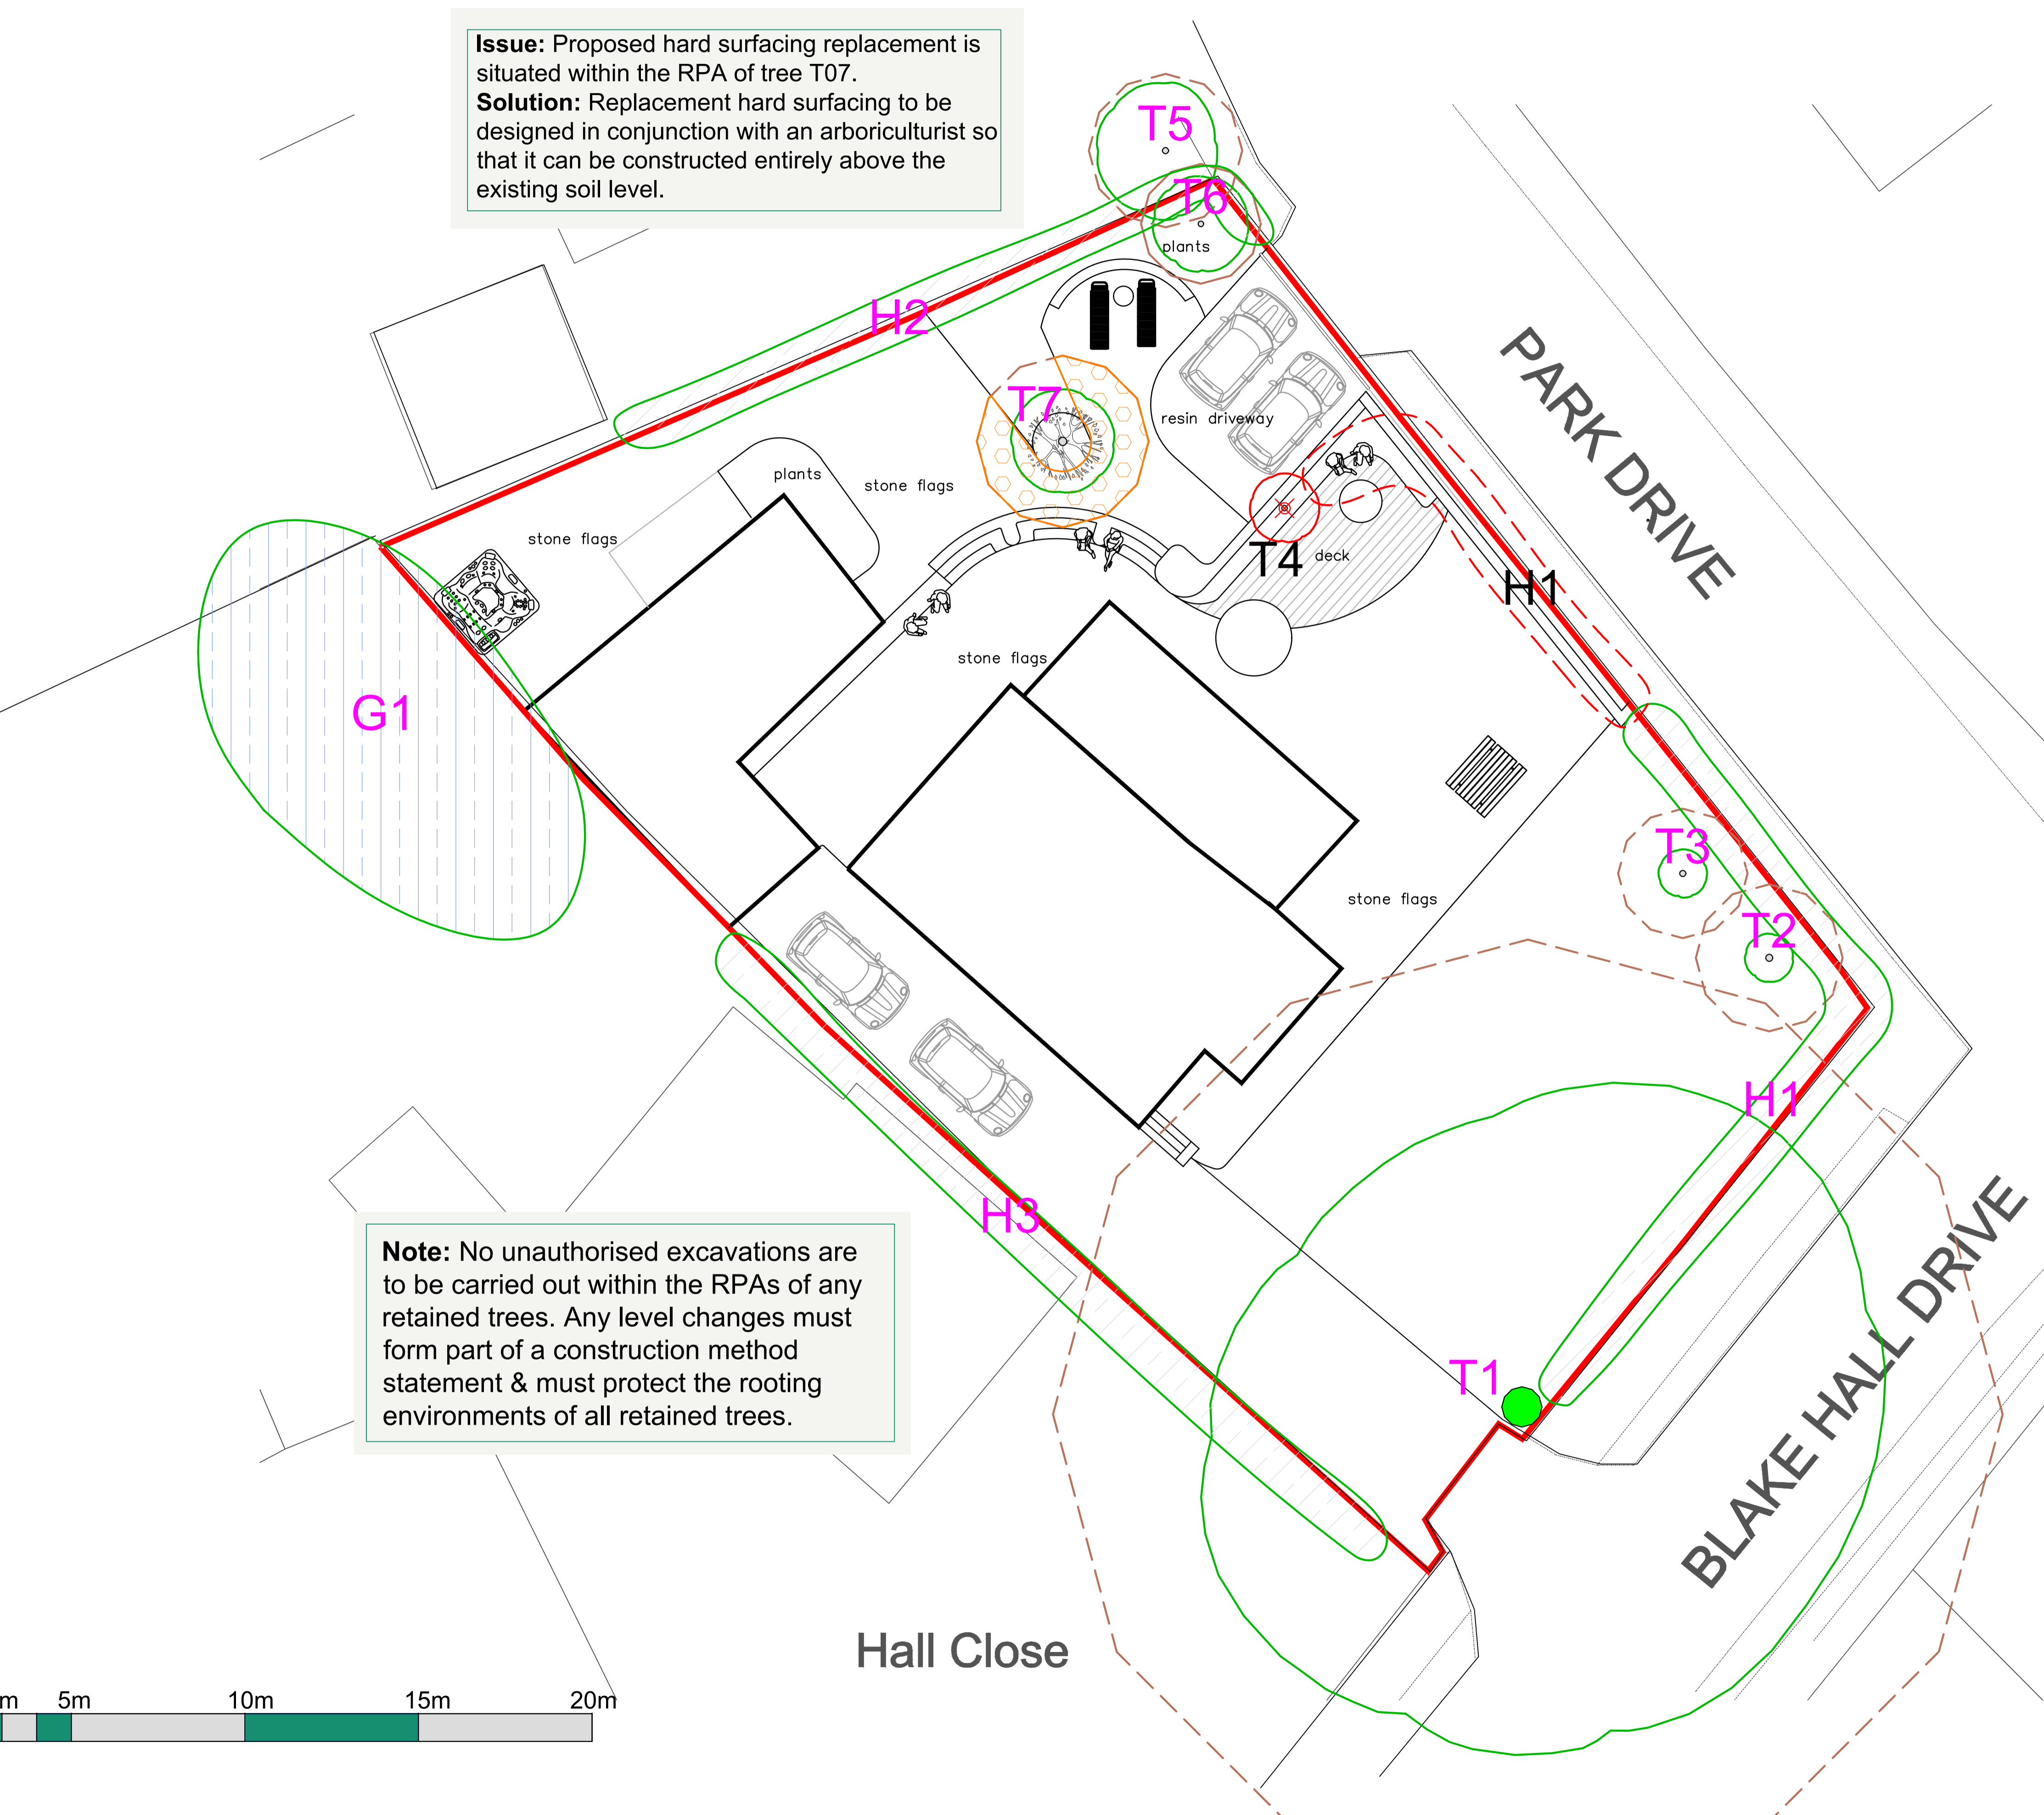 Issue: Proposed hard surfacing replacement is
situated within the RPA of tree T07.
Solution: Replacement hard surfacing to be
designed in conjunction with an arboriculturist so
that it can be constructed entirely above the
existing soil level.
T5
T6
plants
H2
PARK DRIVE
T7
resin driveway
plants
stone flags
stone flags
T4
deck
H1
stone flags
G1
T3
stone flags
T2
H1
H3
Note: No unauthorised excavations are
to be carried out within the RPAs of any
retained trees. Any level changes must
form part of a construction method
statement & must protect the rooting
environments of all retained trees.
T1
BLAKE HALL DRIVE
Hall Close
m 5m 10m 15m 20m